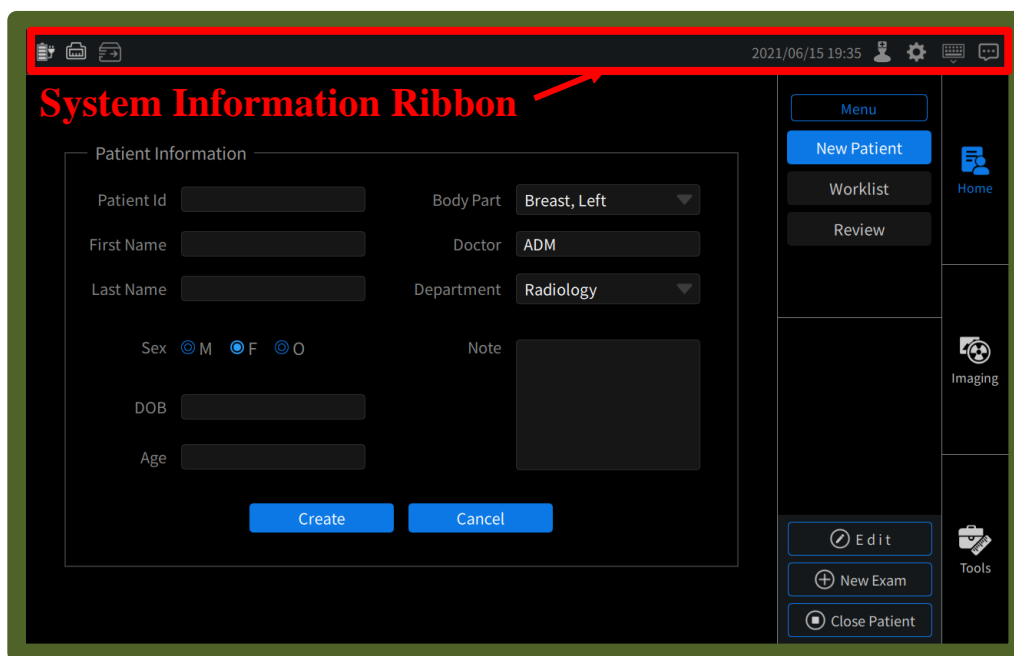 2021/06/15 19:35
System Information Ribbon
Menu
New Patient
Worklist
Review
Home
Patient Information
Patient Id
Body Part Breast, Left
First Name
Doctor ADM
Last Name
Department Radiology
Sex M F O
Note
DOB
Age
Create Cancel
Imaging
Edit
New Exam
Close Patient
Tools